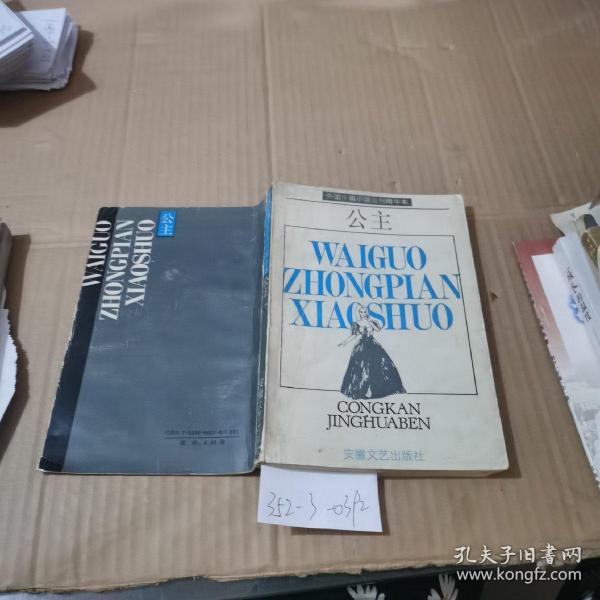 外国中篇小说丛刊精华本
公主
WAIGUO
ZHONGPIAN
XIAOSHUO
CONGKAN
JINGHUABEN
安徽文艺出版社
公主
WAIGUO
ZHONGPIAN
XIAOSHUO
352-3
孔夫子旧书网
www.kongfz.com